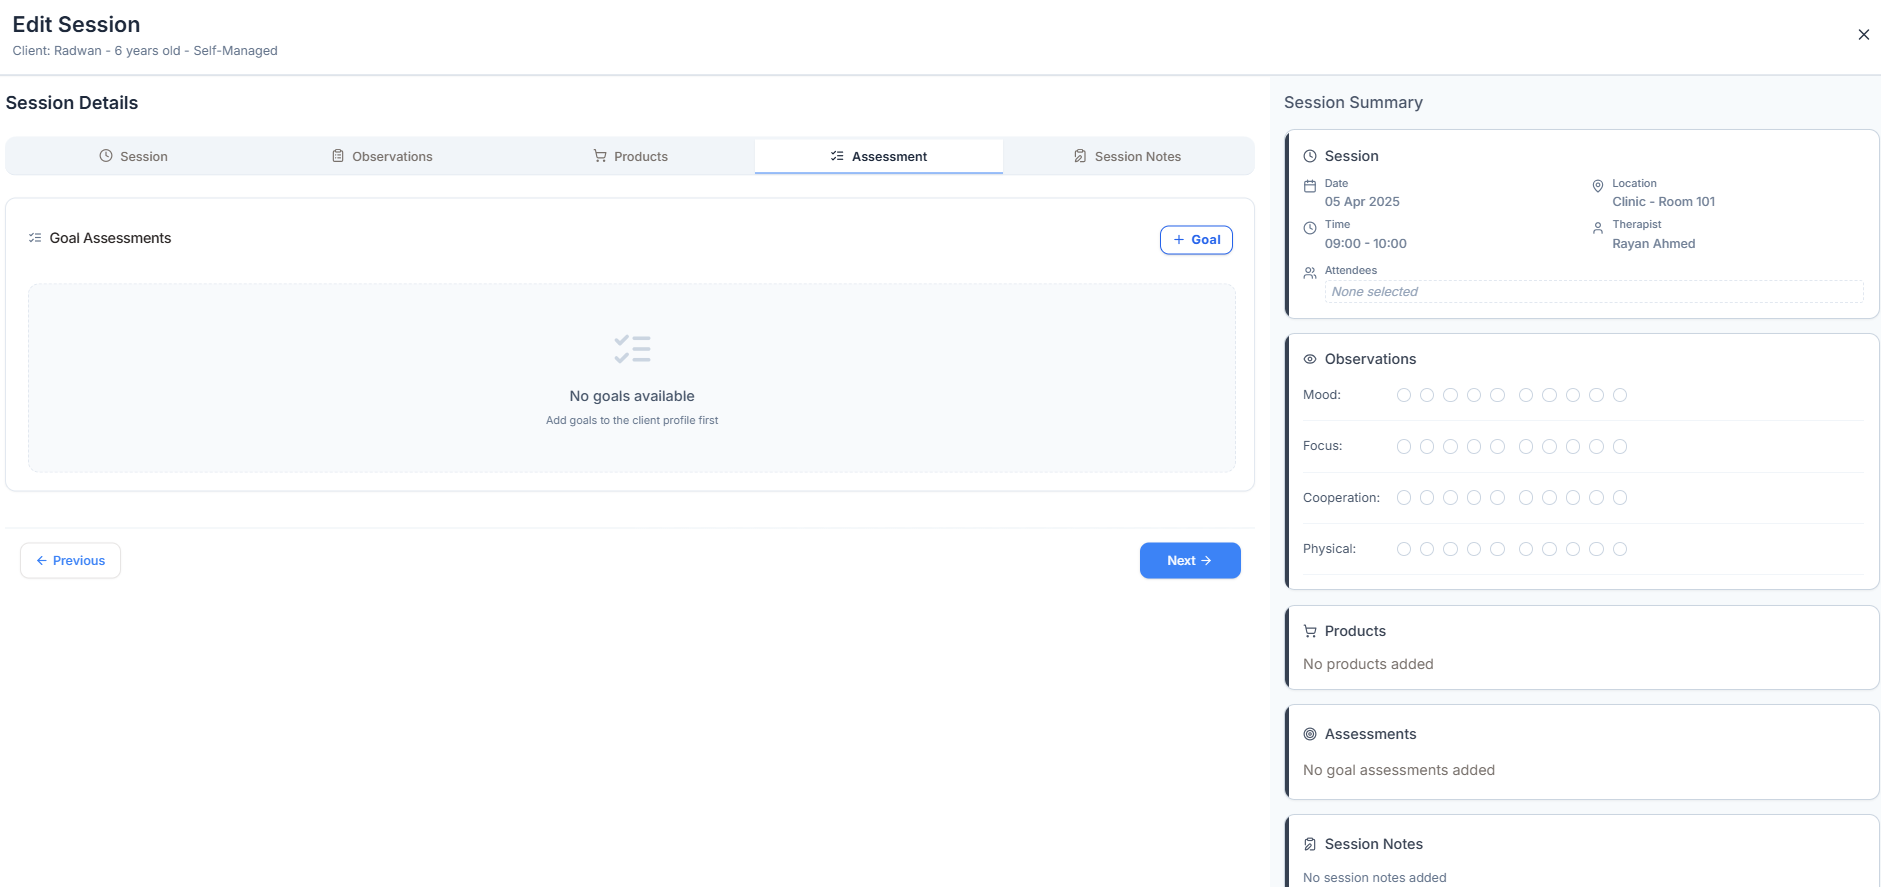 Edit Session
Client: Radwan - 6 years old - Self-Managed
Session Details
Session
Observations
Products
Assessment
Session Notes
Goal Assessments
+ Goal
No goals available
Add goals to the client profile first
← Previous
Next →
Session Summary
Session
Date
05 Apr 2025
Location
Clinic - Room 101
Time
09:00 - 10:00
Therapist
Rayan Ahmed
Attendees
None selected
Observations
Mood:
Focus:
Cooperation:
Physical:
Products
No products added
Assessments
No goal assessments added
Session Notes
No session notes added